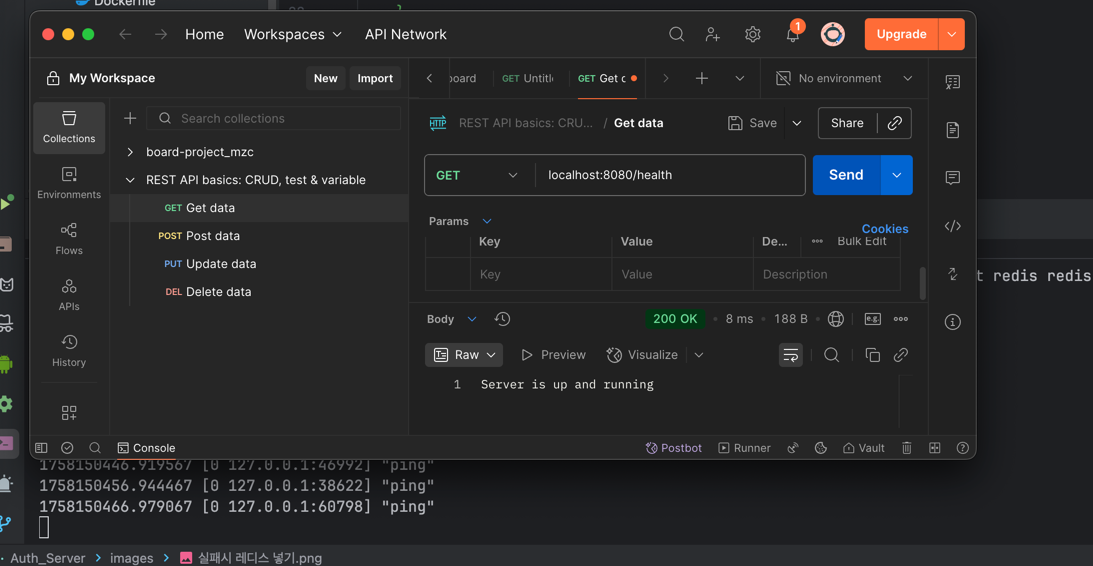 Dockerfile
Home Workspaces API Network 1 Upgrade
My Workspace New Import
board GET Untitl GET Get c No environment
Collections
Search collections
HTTP REST API basics: CRU... / Get data Save Share
board-project_mzc
REST API basics: CRUD, test & variable
GET Get data
POST Post data
PUT Update data
DEL Delete data
Environments
Flows
APIs
History
GET localhost:8080/health Send
Params Cookies
Key Value De... Bulk Edit
Key Value Description
t redis redis
Body 200 OK • 8 ms • 188 B e.g.
Raw Preview Visualize
1 Server is up and running
Console Postbot Runner Vault
1758150446.919567 [0 127.0.0.1:46992] "ping"
1758150456.944467 [0 127.0.0.1:38622] "ping"
1758150466.979067 [0 127.0.0.1:60798] "ping"
Auth_Server > images > 실패시 레디스 넣기.png